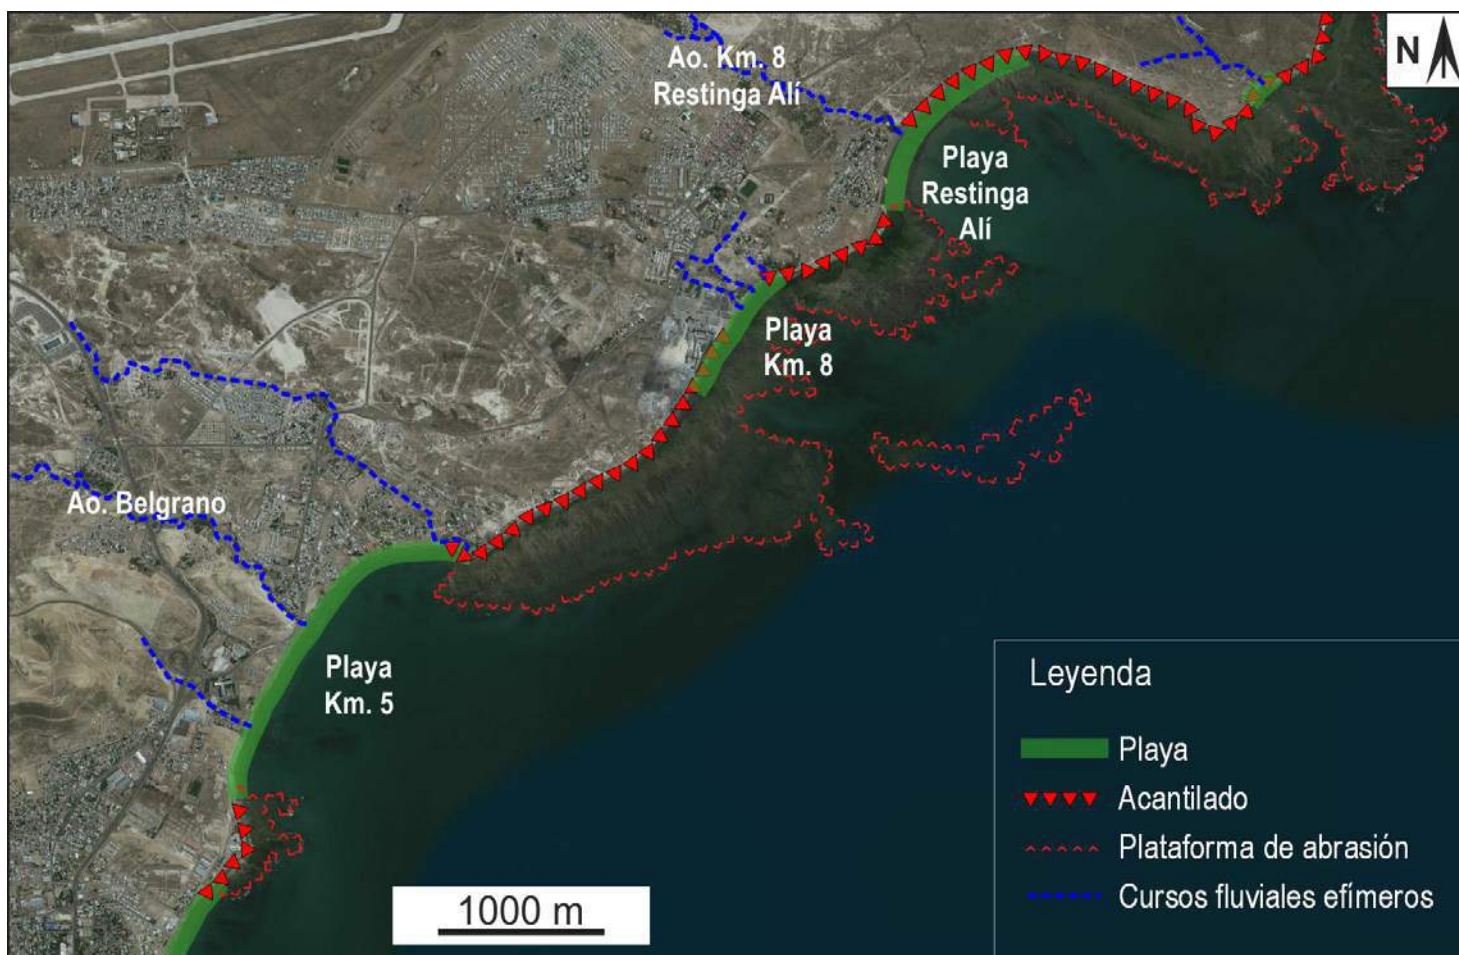 Ao. Km. 8
Restinga Alí
N
Playa
Restinga
Alí
Playa
Km. 8
Ao. Belgrano
Playa
Km. 5
Leyenda
Playa
Acantilado
Plataforma de abrasión
Cursos fluviales efímeros
1000 m